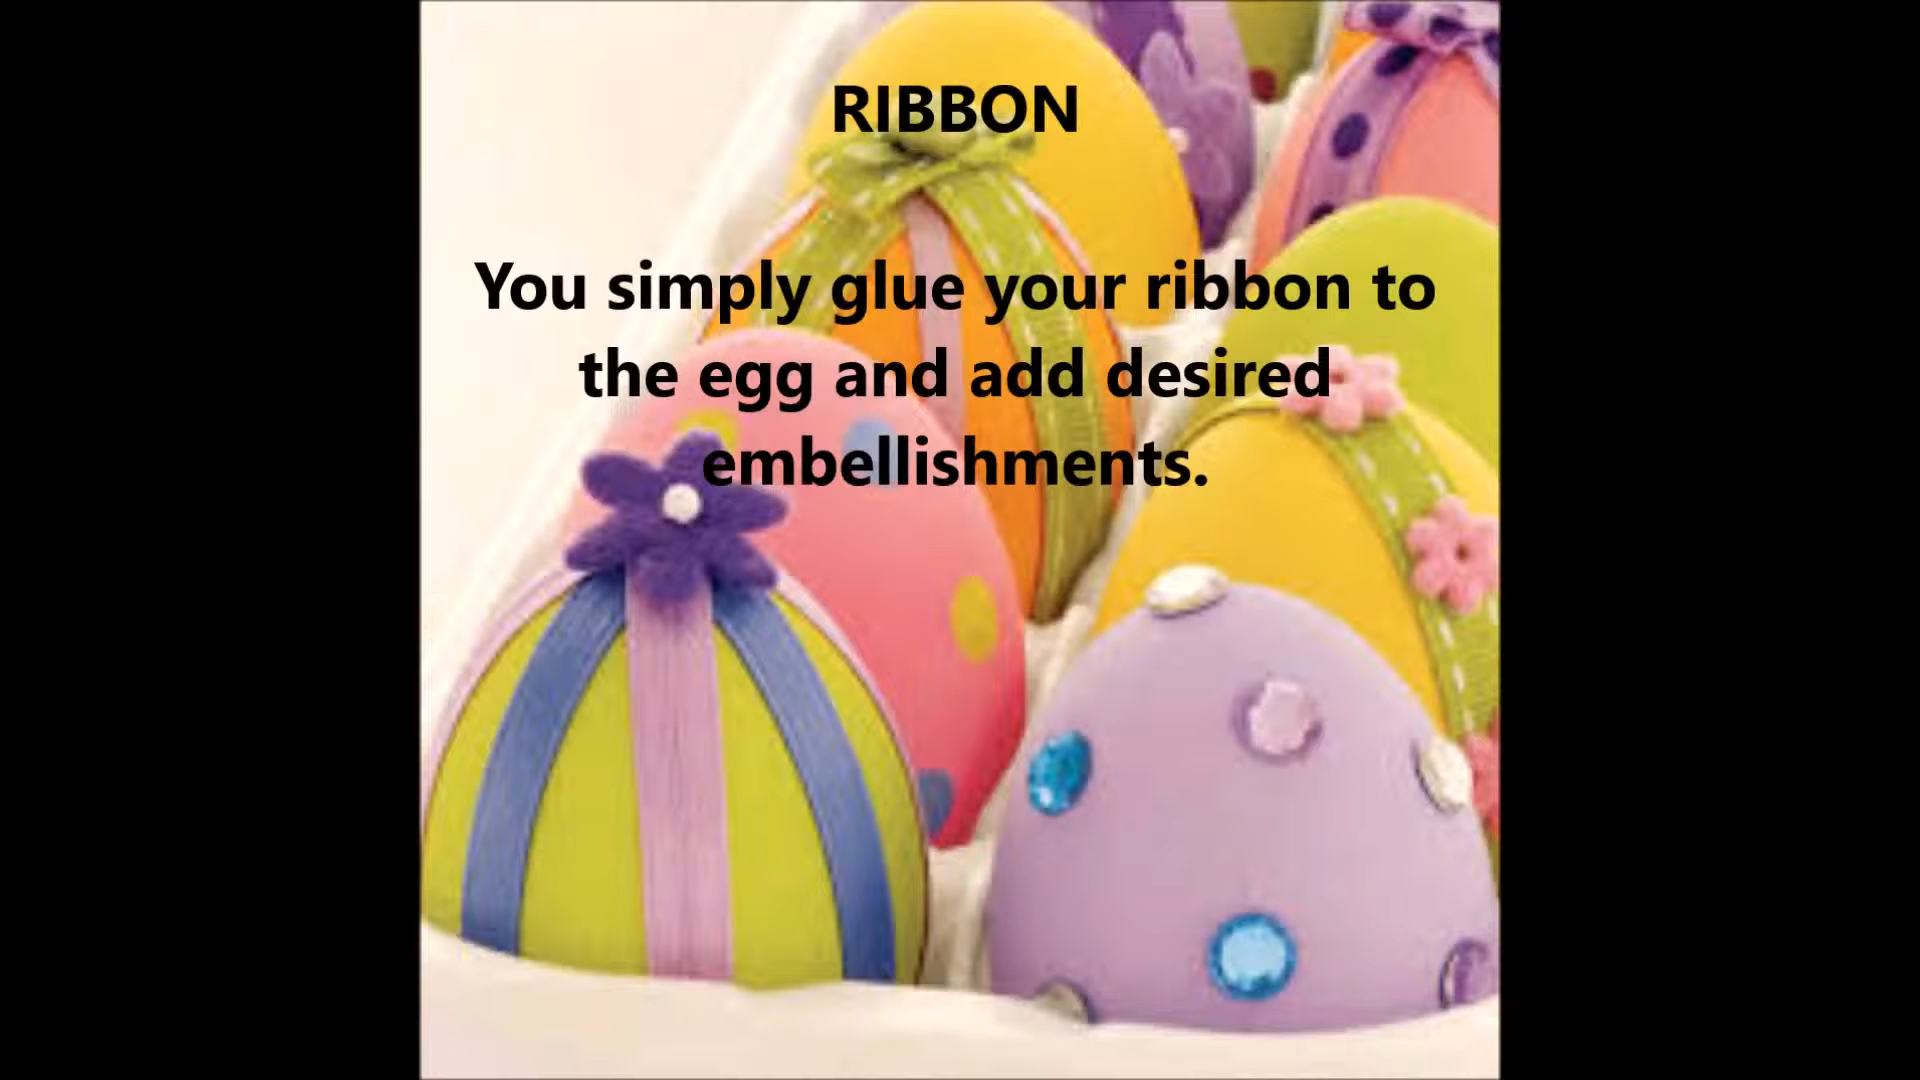 RIBBON
You simply glue your ribbon to
the egg and add desired
embellishments.